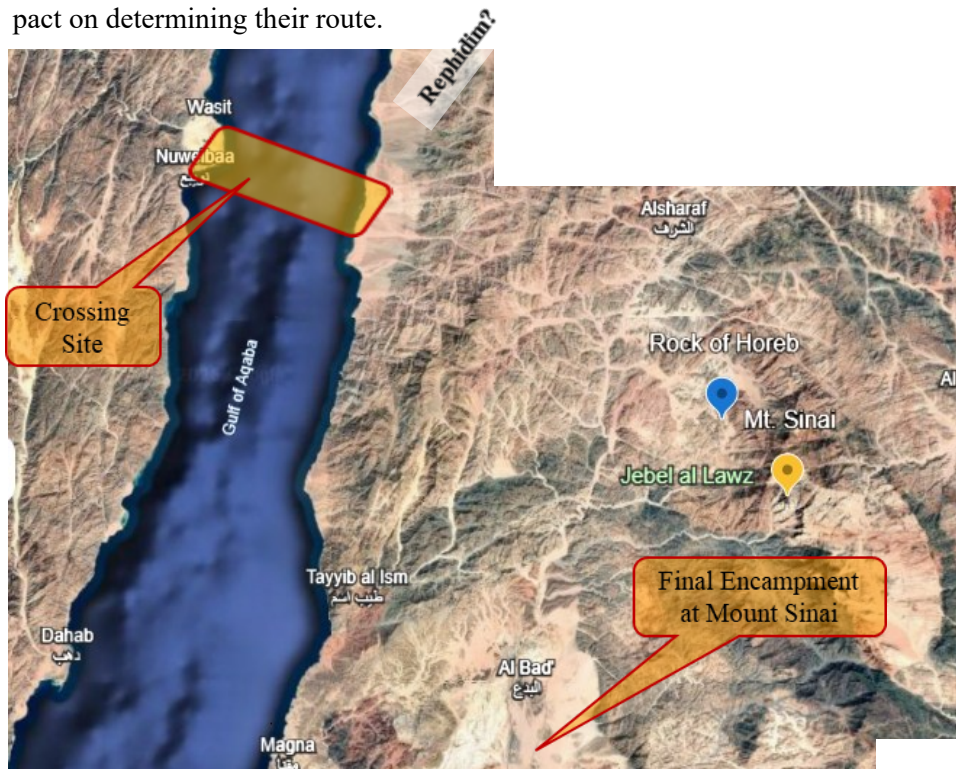 pact on determining their route.
Rephidim?
Wasit
Nuweibaa
Alsharaf
الشرف
Crossing
Site
Rock of Horeb
Al
Mt. Sinai
Gulf of Aqaba
Jebel al Lawz
Tayyib al Ism
طيب اسم
Final Encampment
at Mount Sinai
Dahab
دهب
Al Bad'
البدع
Magna